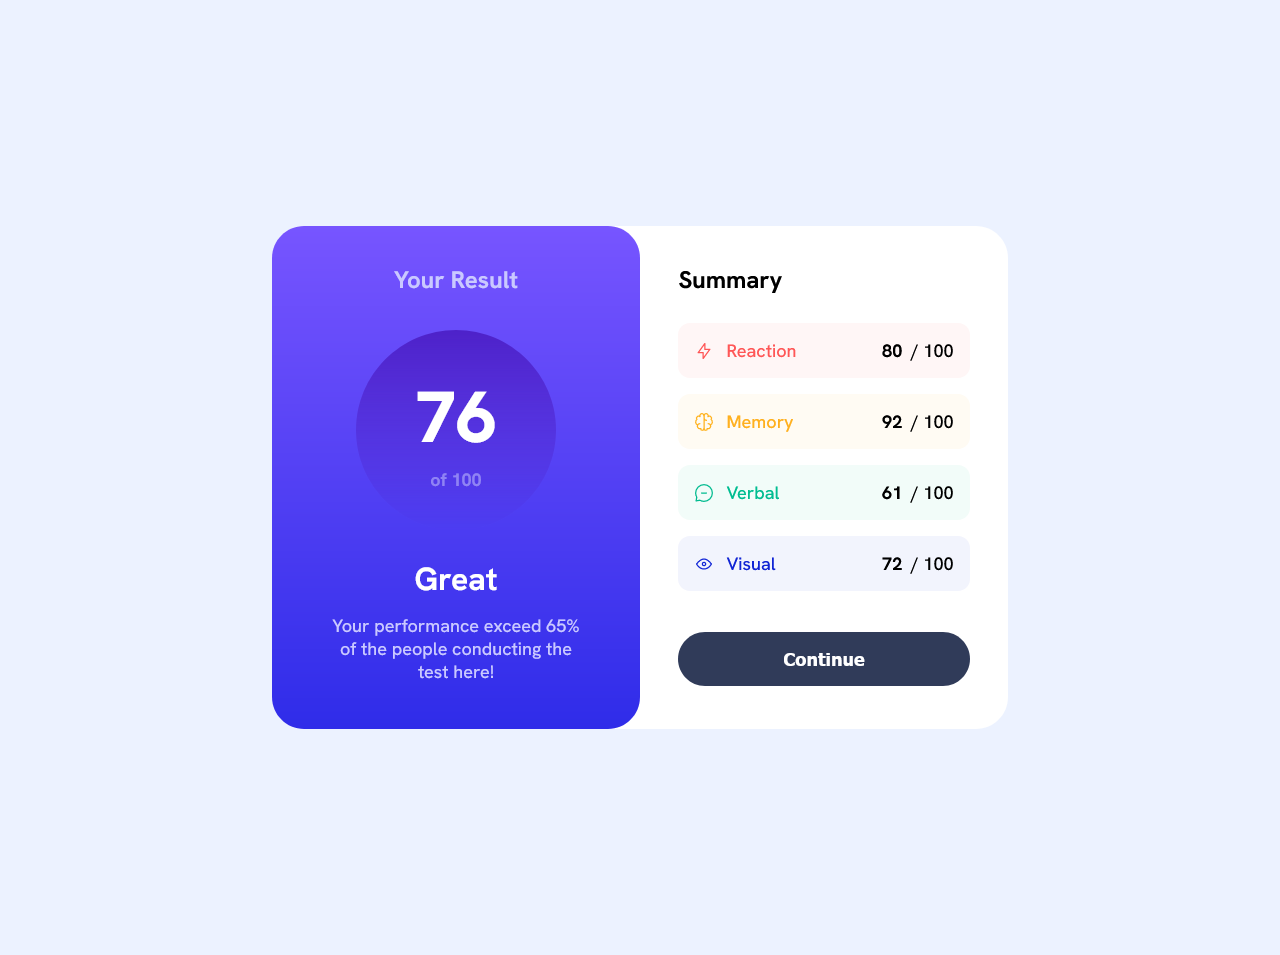 Your Result
76
of 100
Great
Your performance exceed 65%
of the people conducting the
test here!
Summary
Reaction 80 / 100
Memory 92 / 100
Verbal 61 / 100
Visual 72 / 100
Continue